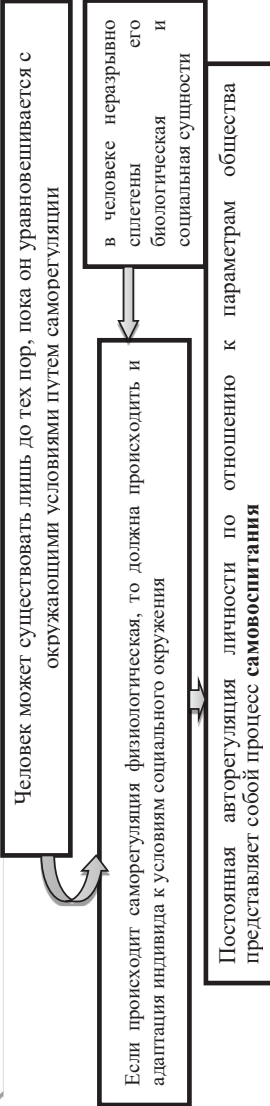 Человек может существовать лишь до тех пор, пока он уравновешивается с
окружающими условиями путем саморегуляции
в человеке неразрывно
сплетены его
биологическая и
социальная сущности
Если происходит саморегуляция физиологическая, то должна происходить и
адаптация индивида к условиям социального окружения
Постоянная авторегуляция личности по отношению к параметрам общества
представляет собой процесс самовоспитания